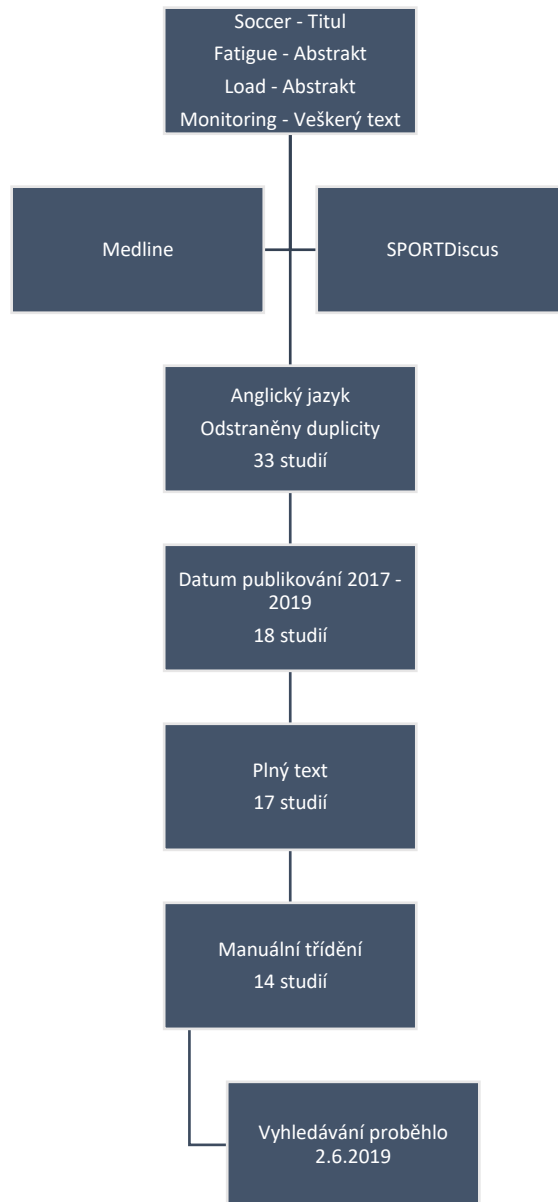 Soccer - Titul
Fatigue - Abstrakt
Load - Abstrakt
Monitoring - Veškerý text
Medline
SPORTDiscus
Anglický jazyk
Odstraněny duplicity
33 studií
Datum publikování 2017 -
2019
18 studií
Plný text
17 studií
Manuální třídění
14 studií
Vyhledávání proběhlo
2.6.2019